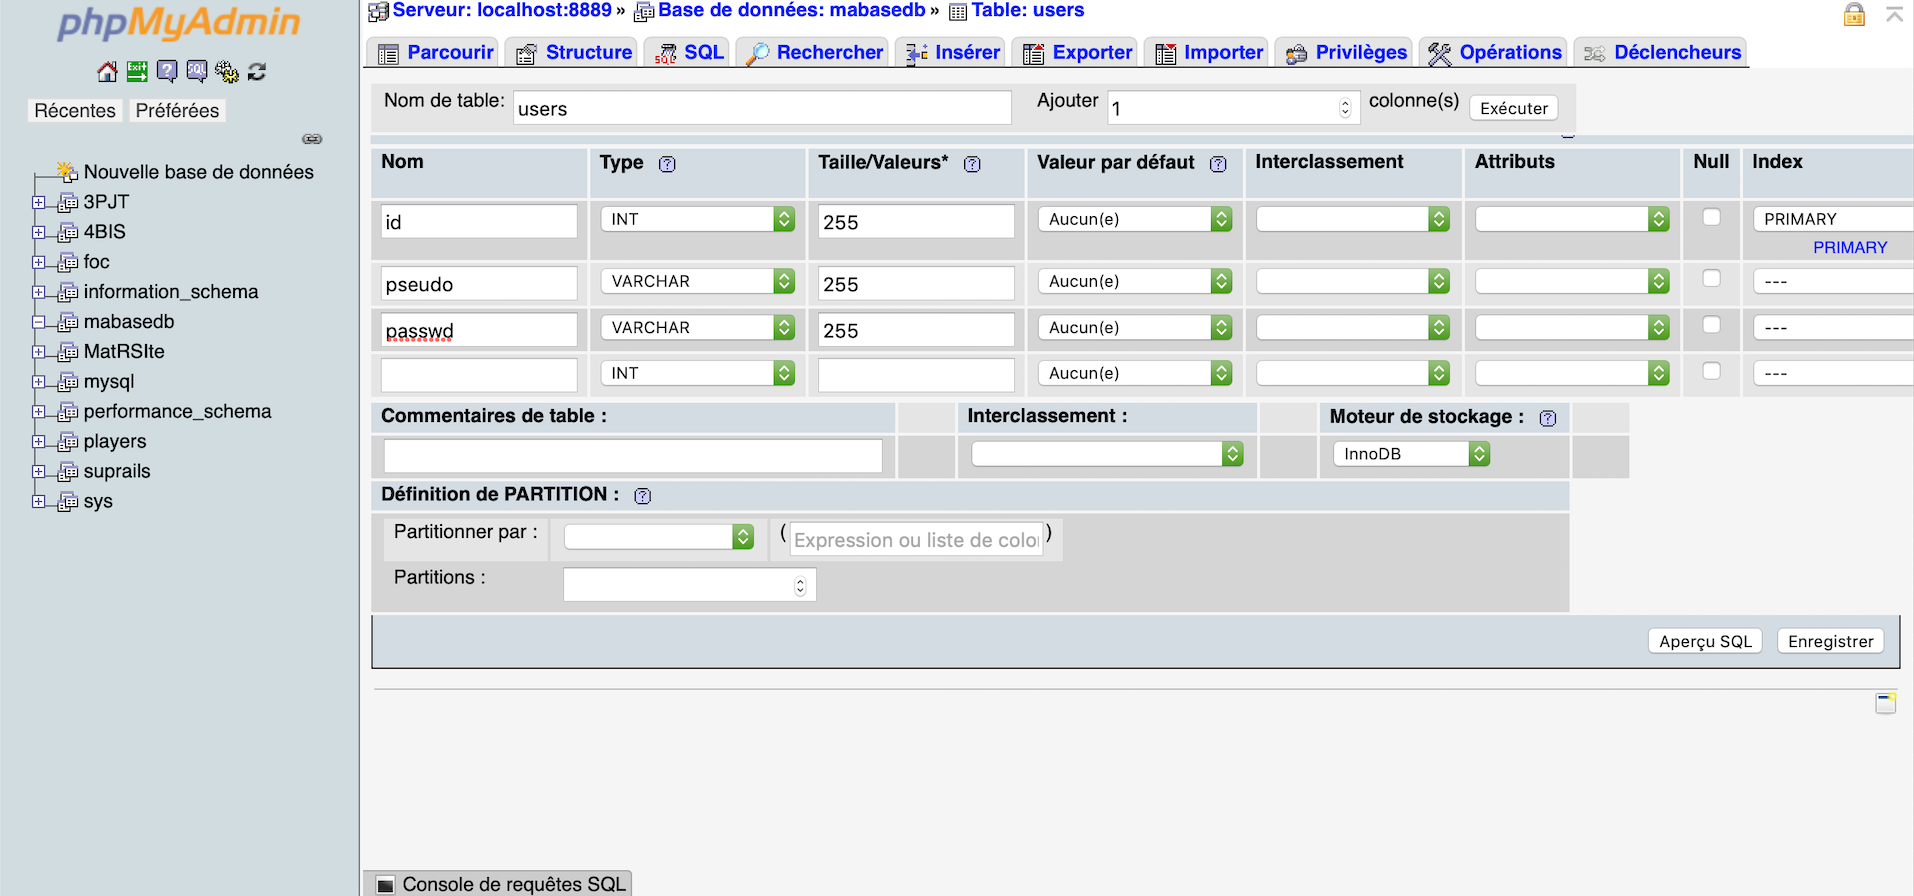 phpMyAdmin
Exit
SQL
Récentes
Préférées
Nouvelle base de données
3PJT
4BIS
foc
information_schema
mabasedb
MatRSIte
mysql
performance_schema
players
suprails
sys
Serveur: localhost:8889 » Base de données: mabasedb » Table: users
Parcourir Structure SQL Rechercher Insérer Exporter Importer Privilèges Opérations Déclencheurs
Nom de table: users Ajouter 1 colonne(s) Exécuter
Nom Type Taille/Valeurs* Valeur par défaut Interclassement Attributs Null Index
id INT 255 Aucun(e) PRIMARY
PRIMARY
pseudo VARCHAR 255 Aucun(e) ---
passwd VARCHAR 255 Aucun(e) ---
INT Aucun(e) ---
Commentaires de table : Interclassement : Moteur de stockage :
InnoDB
Définition de PARTITION :
Partitionner par : ( Expression ou liste de color )
Partitions :
Aperçu SQL Enregistrer
Console de requêtes SQL